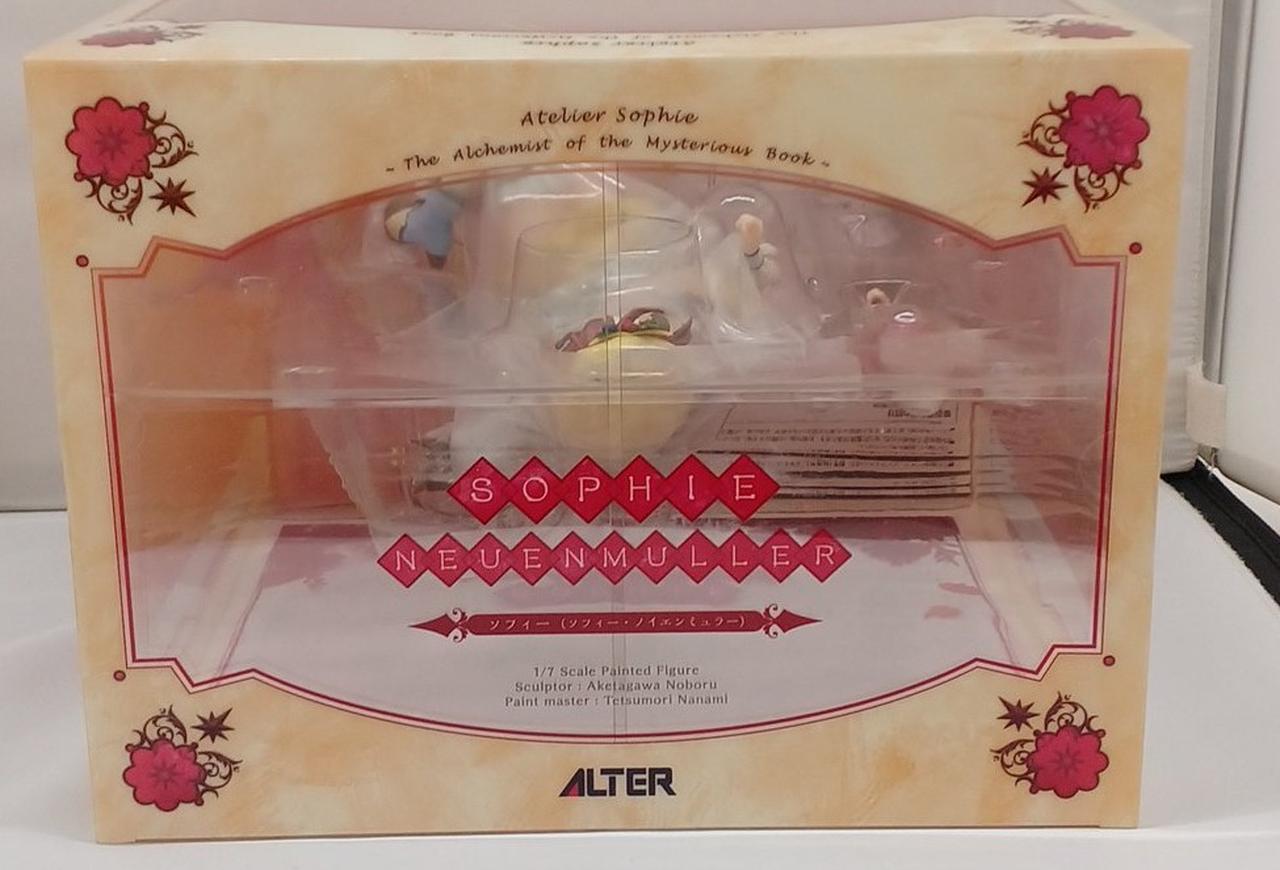 Atelier Sophie
~ The Alchemist of the Mysterious Book ~
SOPHIE
NEUENMULLER
ソフィー (ソフィー・ノイエンミュラー)
1/7 Scale Painted Figure
Sculptor : Aketagawa Noboru
Paint master : Tetsumori Nanami
ALTER